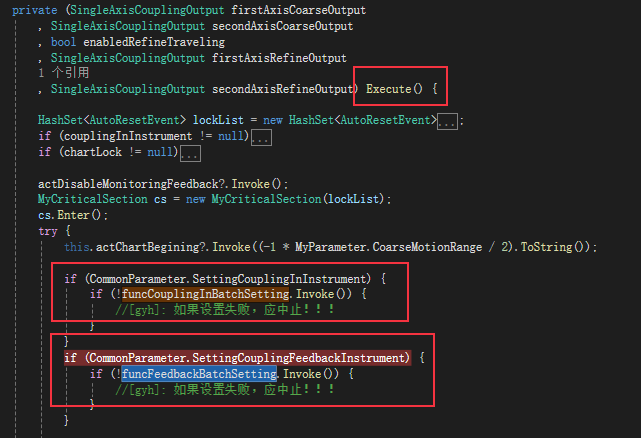 private (SingleAxisCouplingOutput firstAxisCoarseOutput
, SingleAxisCouplingOutput secondAxisCoarseOutput
, bool enabledRefineTraveling
, SingleAxisCouplingOutput firstAxisRefineOutput
1 个引用
, SingleAxisCouplingOutput secondAxisRefineOutput) Execute() {
HashSet<AutoResetEvent> lockList = new HashSet<AutoResetEvent>...;
if (couplingInInstrument != null)...
if (chartLock != null)...
actDisableMonitoringFeedback?.Invoke();
MyCriticalSection cs = new MyCriticalSection(lockList);
cs.Enter();
try {
this.actChartBegining?.Invoke((-1 * MyParameter.CoarseMotionRange / 2).ToString());
if (CommonParameter.SettingCouplingInInstrument) {
if (!funcCouplingInBatchSetting.Invoke()) {
//[gyh]: 如果设置失败，应中止！！！
}
}
if (CommonParameter.SettingCouplingFeedbackInstrument) {
if (!funcFeedbackBatchSetting.Invoke()) {
//[gyh]: 如果设置失败，应中止！！！
}
}